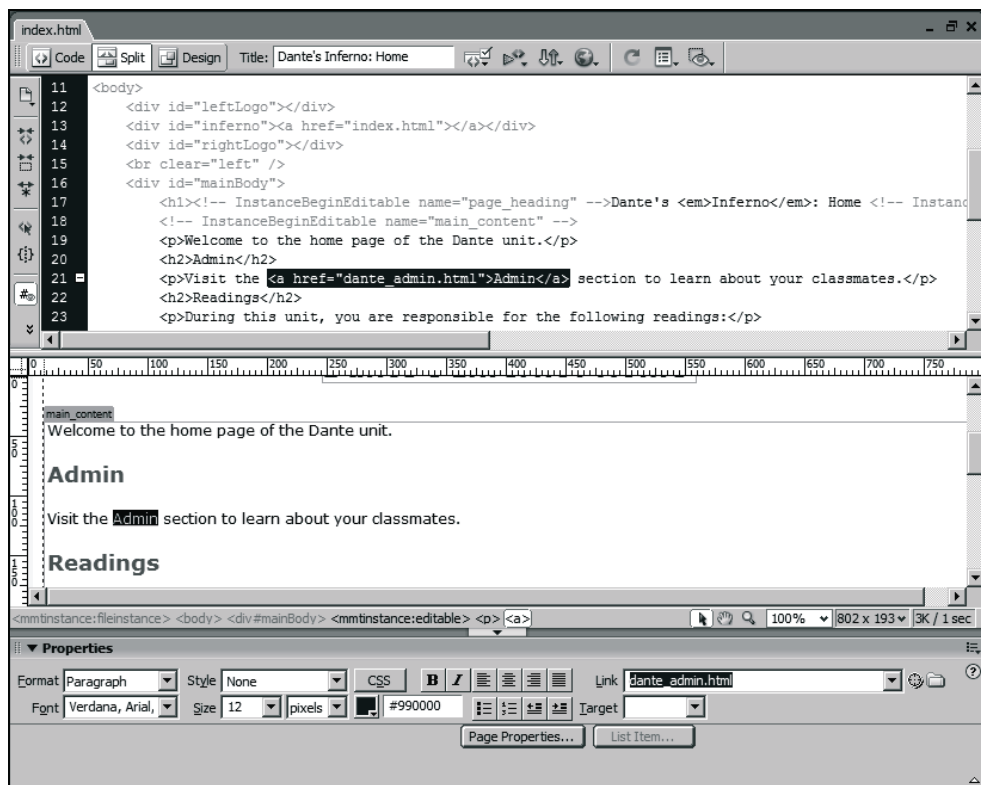 index.html
Code Split Design Title: Dante's Inferno: Home
11 <body>
12 <div id="leftLogo"></div>
13 <div id="inferno"><a href="index.html"></a></div>
14 <div id="rightLogo"></div>
15 <br clear="left" />
16 <div id="mainBody">
17 <h1><!-- InstanceBeginEditable name="page_heading" -->Dante's <em>Inferno</em>: Home <!-- Instanc
18 <!-- InstanceBeginEditable name="main_content" -->
19 <p>Welcome to the home page of the Dante unit.</p>
20 <h2>Admin</h2>
21 <p>Visit the <a href="dante_admin.html">Admin</a> section to learn about your classmates.</p>
22 <h2>Readings</h2>
23 <p>During this unit, you are responsible for the following readings:</p>
0 50 100 150 200 250 300 350 400 450 500 550 600 650 700 750
0
50
100
150
main_content
Welcome to the home page of the Dante unit.
Admin
Visit the Admin section to learn about your classmates.
Readings
<mmtinstance:fileinstance> <body> <div#mainBody> <mmtinstance:editable> <p> <a> 100% 802 x 193 3K / 1 sec
Properties
Format Paragraph Style None CSS B I Link dante_admin.html
Font Verdana, Arial, Size 12 pixels #990000 Target
Page Properties... List Item...